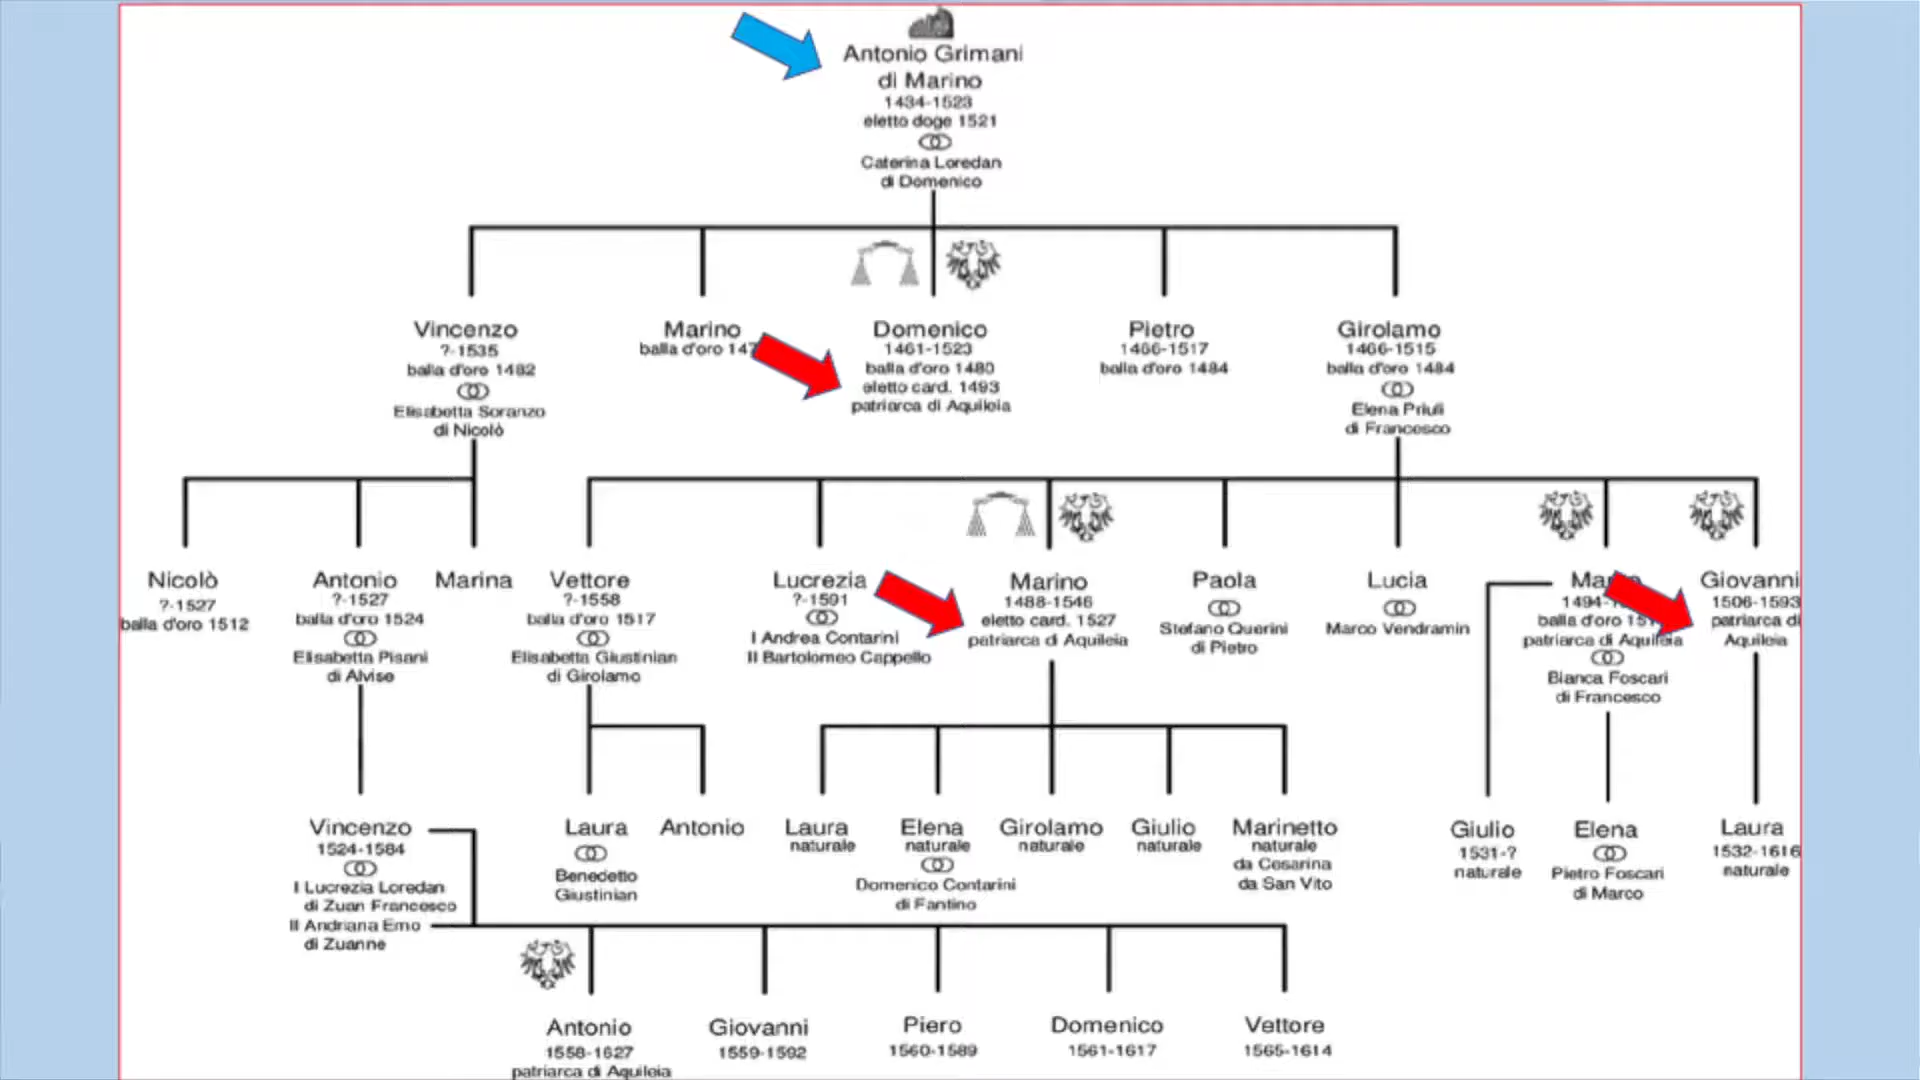 Antonio Grimani
di Marino
1434-1523
eletto doge 1521
Caterina Loredan
di Domenico
Vincenzo
?-1535
balla d'oro 1482
Elisabetta Soranzo
di Nicolò
Marino
balla d'oro 147
Domenico
1461-1523
balla d'oro 1480
eletto card. 1493
patriarca di Aquileia
Pietro
1466-1517
balla d'oro 1484
Girolamo
1466-1515
balla d'oro 1484
Elena Priuli
di Francesco
Nicolò
?-1527
balla d'oro 1512
Antonio
?-1527
balla d'oro 1524
Elisabetta Pisani
di Alvise
Marina
Vettore
?-1558
balla d'oro 1517
Elisabetta Giustinian
di Girolamo
Lucrezia
?-1591
I Andrea Contarini
II Bartolomeo Cappello
Marino
1488-1546
eletto card. 1527
patriarca di Aquileia
Paola
Stefano Querini
di Pietro
Lucia
Marco Vendramin
1494-
balla d'oro 15
patriarca di Aquileia
Bianca Foscari
di Francesco
Giovanni
1506-1593
patriarca di
Aquileia
Vincenzo
1524-1584
I Lucrezia Loredan
di Zuan Francesco
II Andriana Emo
di Zuanne
Laura
Benedetto
Giustinian
Antonio
Laura
naturale
Elena
naturale
Domenico Contarini
di Fantino
Girolamo
naturale
Giulio
naturale
Marinetto
naturale
da Cesarina
da San Vito
Giulio
1531-?
naturale
Elena
Pietro Foscari
di Marco
Laura
1532-1616
naturale
Antonio
1558-1627
patriarca di Aquileia
Giovanni
1559-1592
Piero
1560-1589
Domenico
1561-1617
Vettore
1565-1614